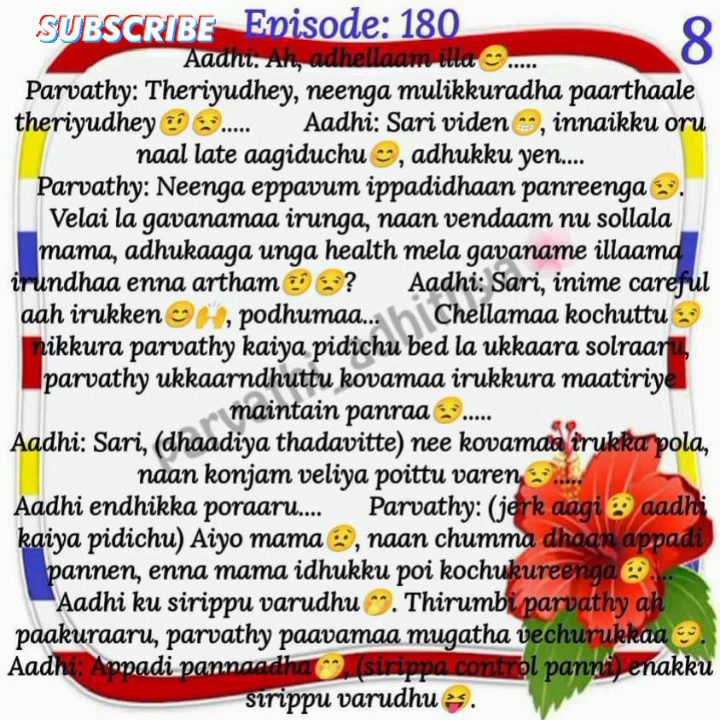 SUBSCRIBE Episode: 180 8
Aadhi: Ah, adhellaam illa😊.....
Parvathy: Theriyudhey, neenga mulikkuradha paarthaale
theriyudhey🤨😒..... Aadhi: Sari viden😁, innaikku oru
naal late aagiduchu😊, adhukku yen....
Parvathy: Neenga eppavum ippadidhaan panreenga😒.
Velai la gavanamaa irunga, naan vendaam nu sollala
mama, adhukaaga unga health mela gavaname illaama
irundhaa enna artham🤨😒? Aadhi: Sari, inime careful
aah irukken😊🙌, podhumaa... Chellamaa kochuttu😒
nikkura parvathy kaiya pidichu bed la ukkaara solraaru,
parvathy ukkaarndhuttu kovamaa irukkura maatiriye
maintain panraa😒.....
Aadhi: Sari, (dhaadiya thadavitte) nee kovamaa irukka pola,
naan konjam veliya poittu varen😒.....
Aadhi endhikka poraaru.... Parvathy: (jerk aagi😧 aadhi
kaiya pidichu) Aiyo mama😟, naan chumma dhaan appadi
pannen, enna mama idhukku poi kochukureenga😟....
Aadhi ku sirippu varudhu🤭. Thirumbi parvathy ah
paakuraaru, parvathy paavamaa mugatha vechurukkaa😌.
Aadhi: Appadi pannaadha🤭, (sirippa control panni) enakku
sirippu varudhu😝.
parvathi_adhithya🌸